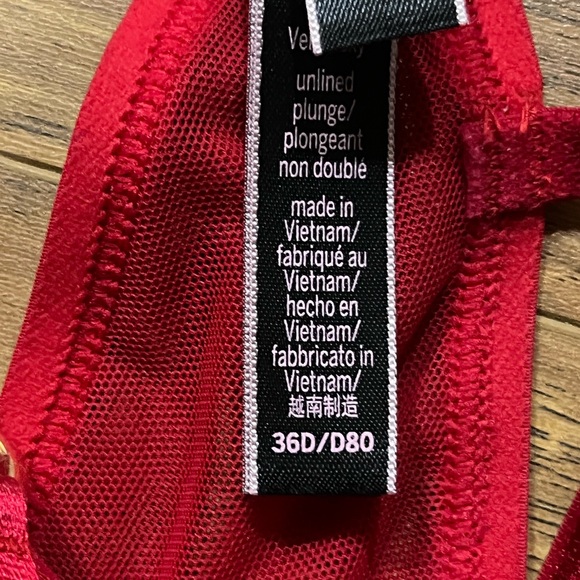 unlined
plunge/
plongeant
non doublé
made in
Vietnam/
fabriqué au
Vietnam/
hecho en
Vietnam/
fabbricato in
Vietnam/
越南制造
36D/D80